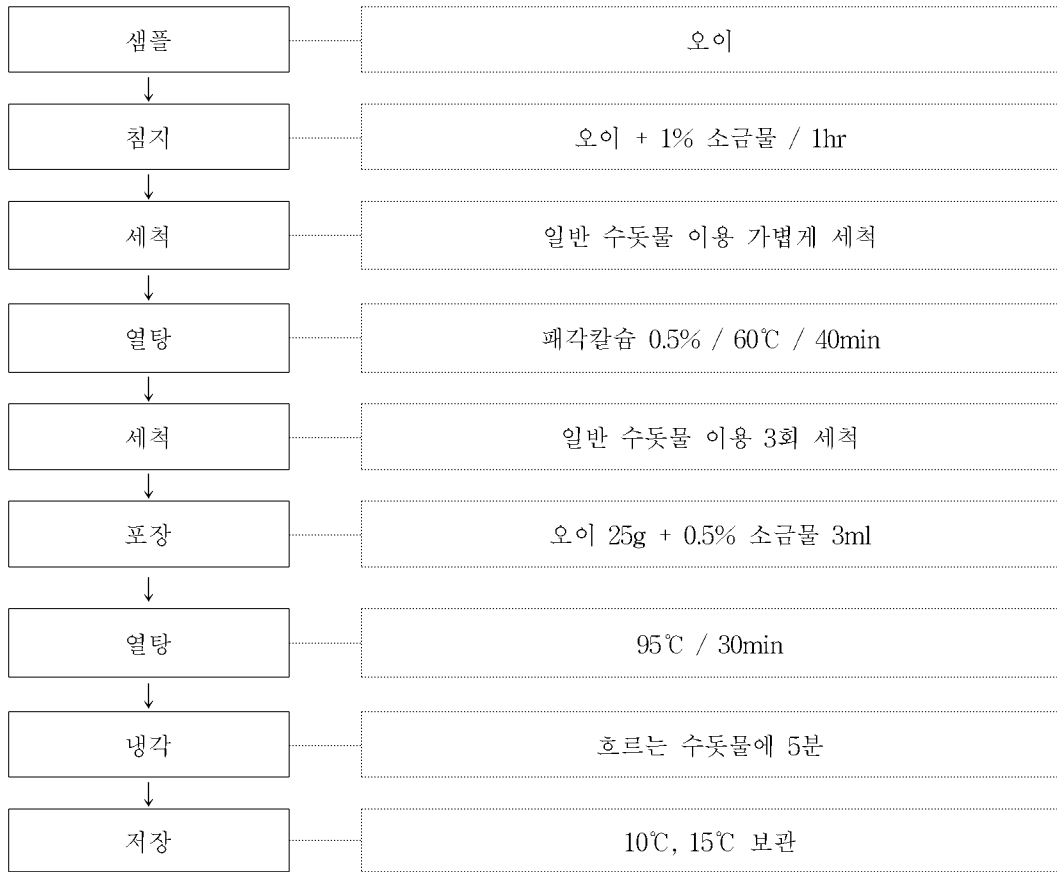 샘플
오이
침지
오이 + 1% 소금물 / 1hr
세척
일반 수돗물 이용 가볍게 세척
열탕
패각칼슘 0.5% / 60℃ / 40min
세척
일반 수돗물 이용 3회 세척
포장
오이 25g + 0.5% 소금물 3ml
열탕
95℃ / 30min
냉각
흐르는 수돗물에 5분
저장
10℃, 15℃ 보관